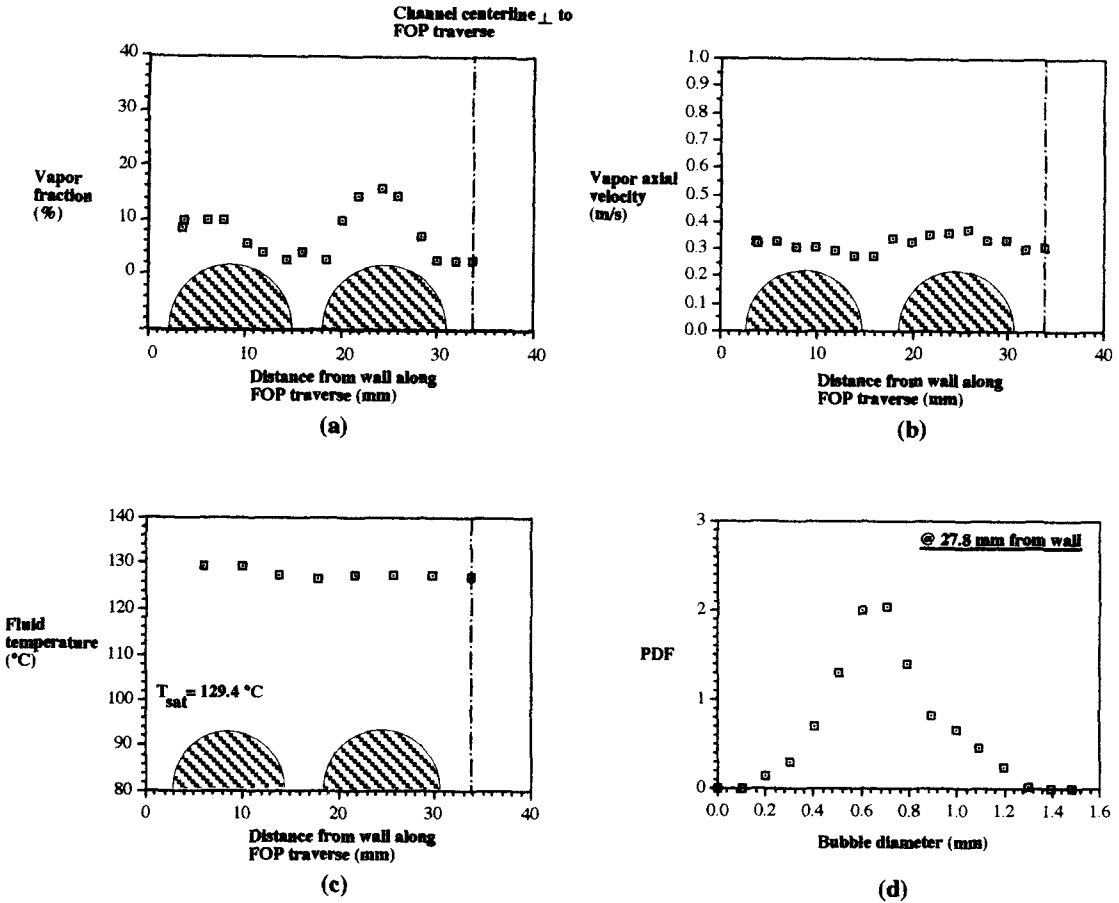 Channel centerline ⊥ to
FOP traverse
40
30
20
10
0
Vapor
fraction
(%)
0 10 20 30 40
Distance from wall along
FOP traverse (mm)
(a)
1.0
0.9
0.8
0.7
0.6
0.5
0.4
0.3
0.2
0.1
0.0
Vapor axial
velocity
(m/s)
0 10 20 30 40
Distance from wall along
FOP traverse (mm)
(b)
140
130
120
110
100
90
80
Fluid
temperature
(°C)
T_sat = 129.4 °C
0 10 20 30 40
Distance from wall along
FOP traverse (mm)
(c)
3
2
1
0
@ 27.8 mm from wall
PDF
0.0 0.2 0.4 0.6 0.8 1.0 1.2 1.4 1.6
Bubble diameter (mm)
(d)